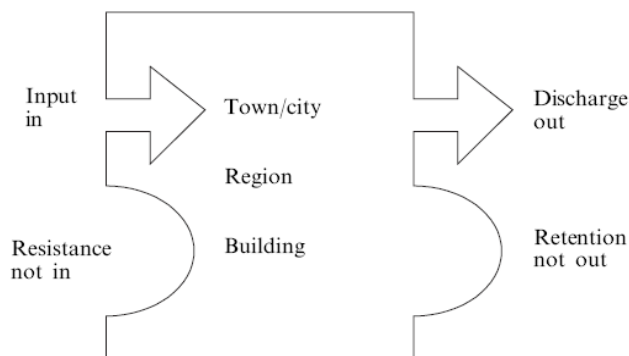 Input
in
Town/city
Discharge
out
Region
Resistance
not in
Building
Retention
not out